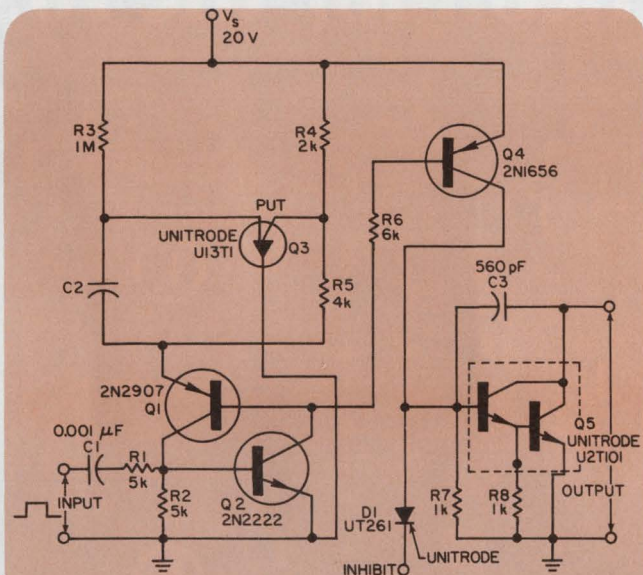 Vs
20 V
R3
1M
R4
2k
Q4
2N1656
PUT
UNITRODE
U13T1
Q3
R6
6k
C2
R5
4k
560 pF
C3
2N2907
Q1
0.001 μF
C1
R1
5k
INPUT
R2
5k
Q2
2N2222
D1
UT261
UNITRODE
INHIBIT
R7
1k
R8
1k
Q5
UNITRODE
U2T101
OUTPUT